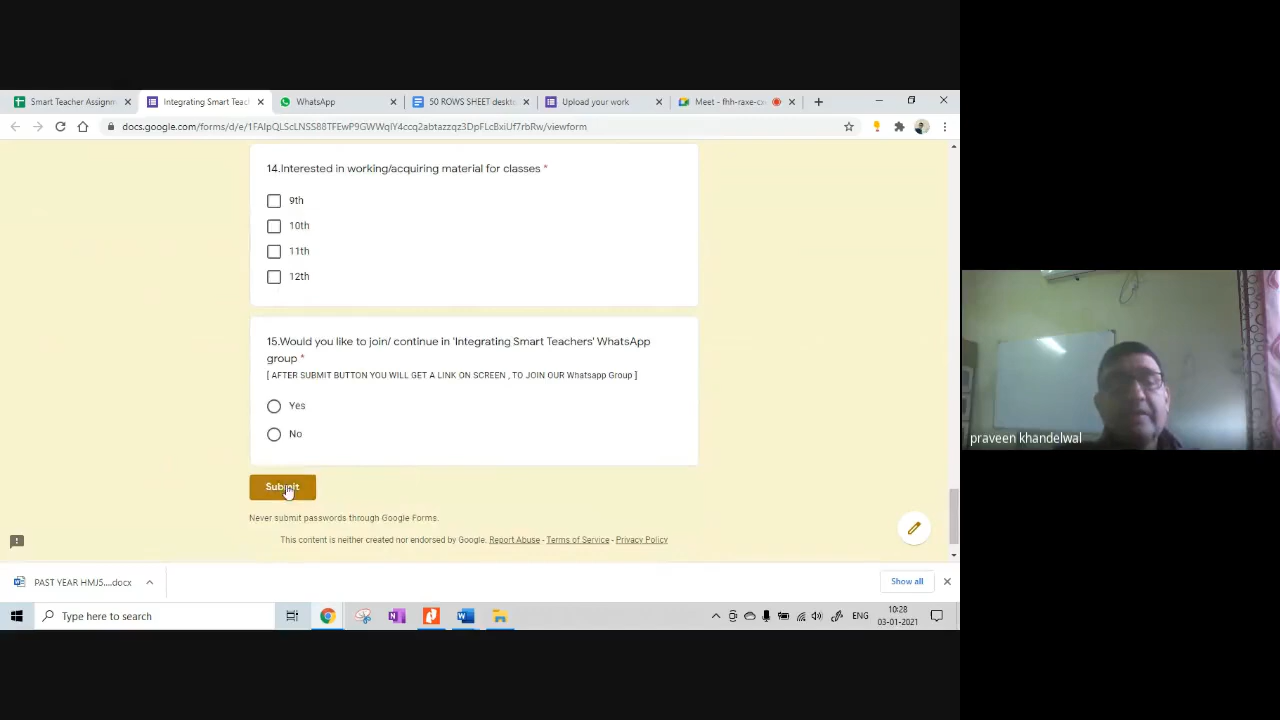 Smart Teacher Assignm
Integrating Smart Teach
WhatsApp
50 ROWS SHEET deskto
Upload your work
Meet - fhh-raxe-cx
docs.google.com/forms/d/e/1FAIpQLScLNSS88TFEwP9GWWqlY4ccq2abtazzqz3DpFLcBxiUf7rbRw/viewform
14.Interested in working/acquiring material for classes *
9th
10th
11th
12th
15.Would you like to join/ continue in 'Integrating Smart Teachers' WhatsApp
group *
[ AFTER SUBMIT BUTTON YOU WILL GET A LINK ON SCREEN , TO JOIN OUR Whatsapp Group ]
Yes
No
Submit
Never submit passwords through Google Forms.
This content is neither created nor endorsed by Google. Report Abuse - Terms of Service - Privacy Policy
praveen khandelwal
PAST YEAR HMJ5....docx
Show all
Type here to search
ENG
10:28
03-01-2021